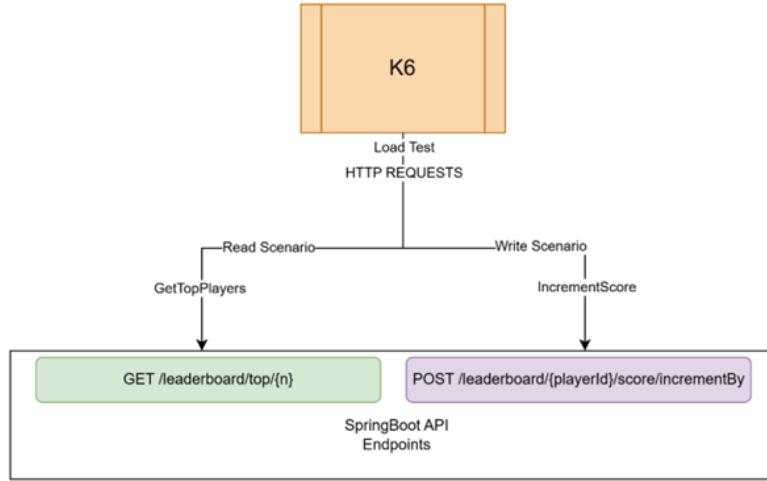 K6
Load Test
HTTP REQUESTS
Read Scenario
Write Scenario
GetTopPlayers
IncrementScore
GET /leaderboard/top/{n}
POST /leaderboard/{playerId}/score/incrementBy
SpringBoot API
Endpoints